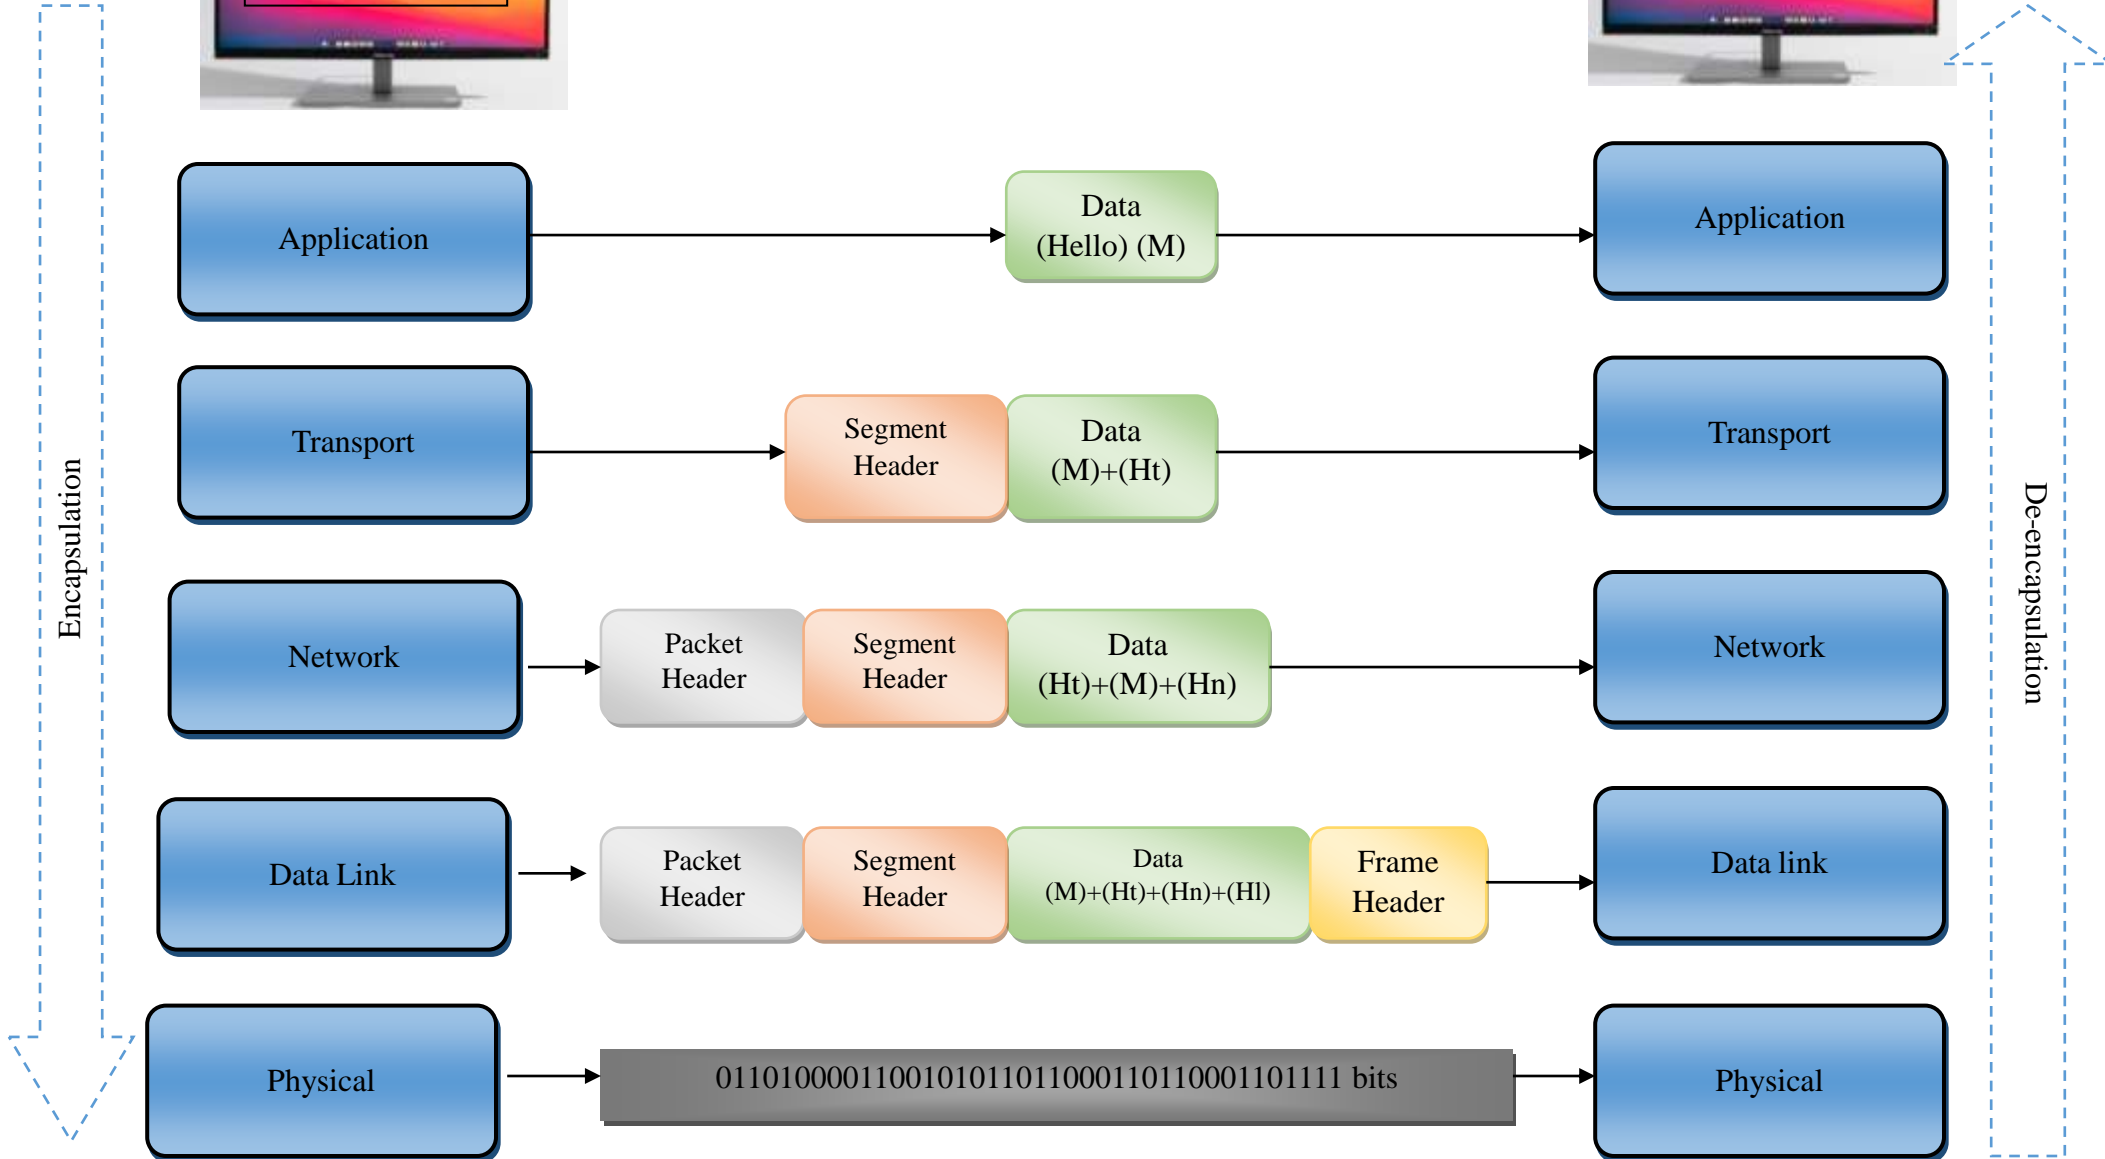 Encapsulation
Application
Data
(Hello) (M)
Application
Transport
Segment
Header
Data
(M)+(Ht)
Transport
Network
Packet
Header
Segment
Header
Data
(Ht)+(M)+(Hn)
Network
Data Link
Packet
Header
Segment
Header
Data
(M)+(Ht)+(Hn)+(Hl)
Frame
Header
Data link
Physical
0110100001100101011011000110110001101111 bits
Physical
De-encapsulation